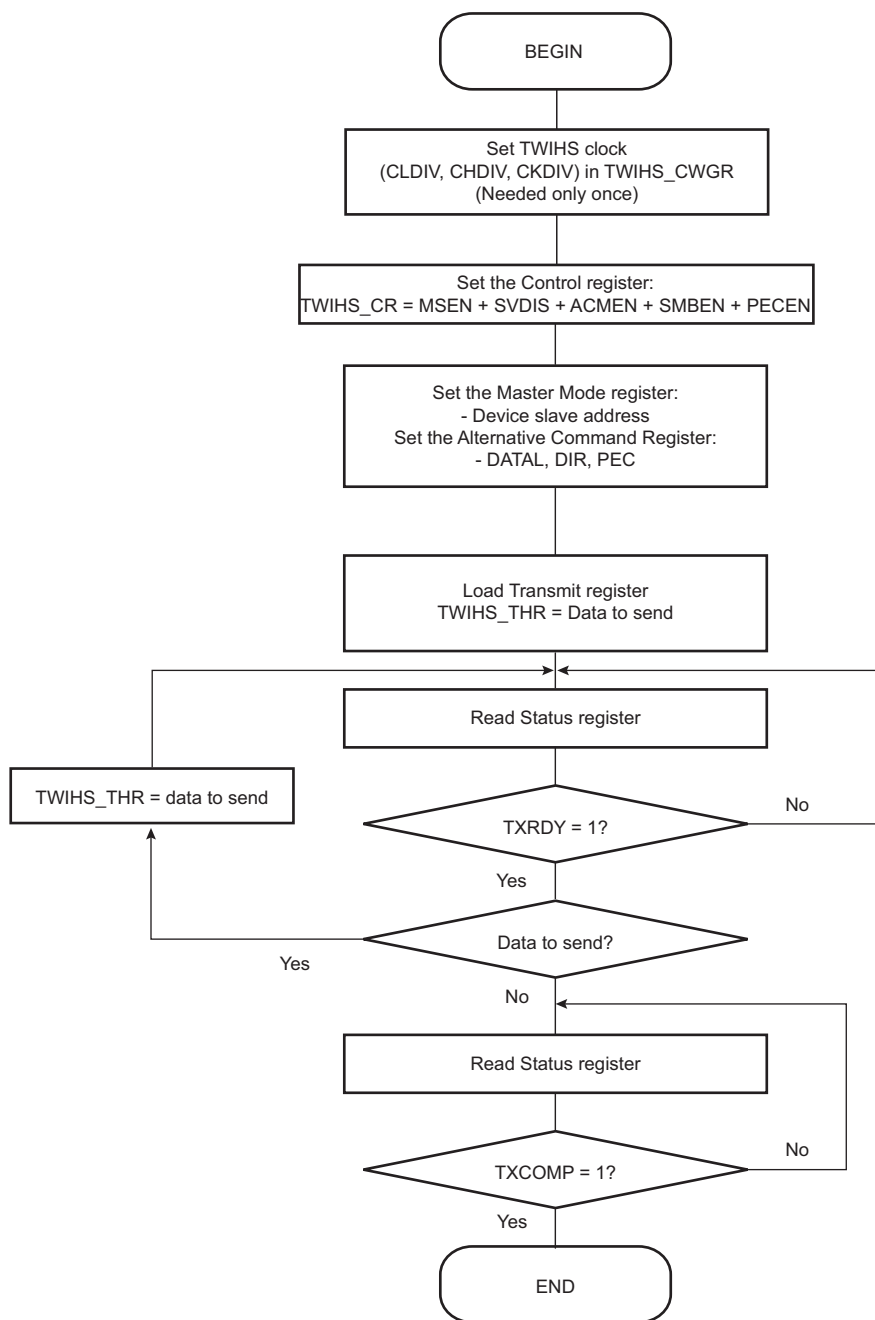 BEGIN
Set TWIHS clock
(CLDIV, CHDIV, CKDIV) in TWIHS_CWGR
(Needed only once)
Set the Control register:
TWIHS_CR = MSEN + SVDIS + ACMEN + SMBEN + PECEN
Set the Master Mode register:
- Device slave address
Set the Alternative Command Register:
- DATAL, DIR, PEC
Load Transmit register
TWIHS_THR = Data to send
Read Status register
TWIHS_THR = data to send
TXRDY = 1?
No
Yes
Data to send?
Yes
No
Read Status register
TXCOMP = 1?
No
Yes
END